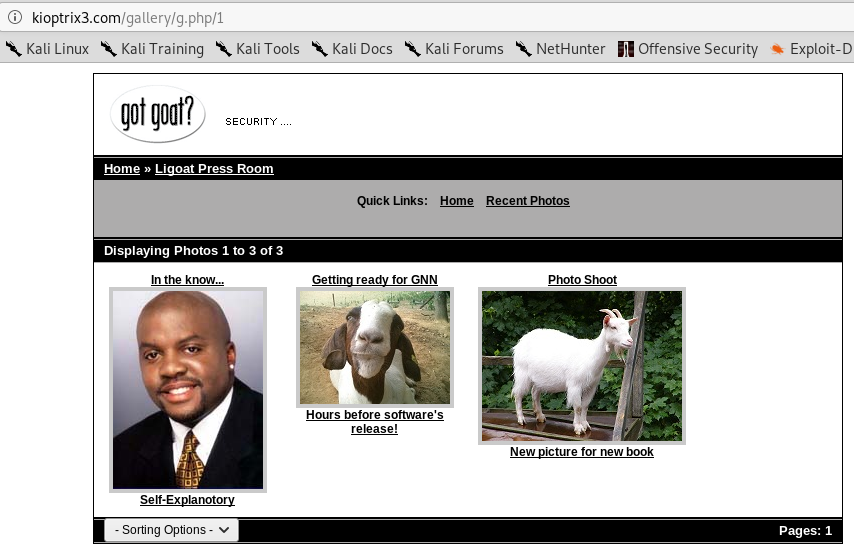 kioptrix3.com/gallery/g.php/1
Kali Linux Kali Training Kali Tools Kali Docs Kali Forums NetHunter Offensive Security Exploit-D
got goat? SECURITY ....
Home » Ligoat Press Room
Quick Links: Home Recent Photos
Displaying Photos 1 to 3 of 3
In the know... Getting ready for GNN Photo Shoot
Hours before software's
release!
New picture for new book
Self-Explanotory
- Sorting Options - Pages: 1